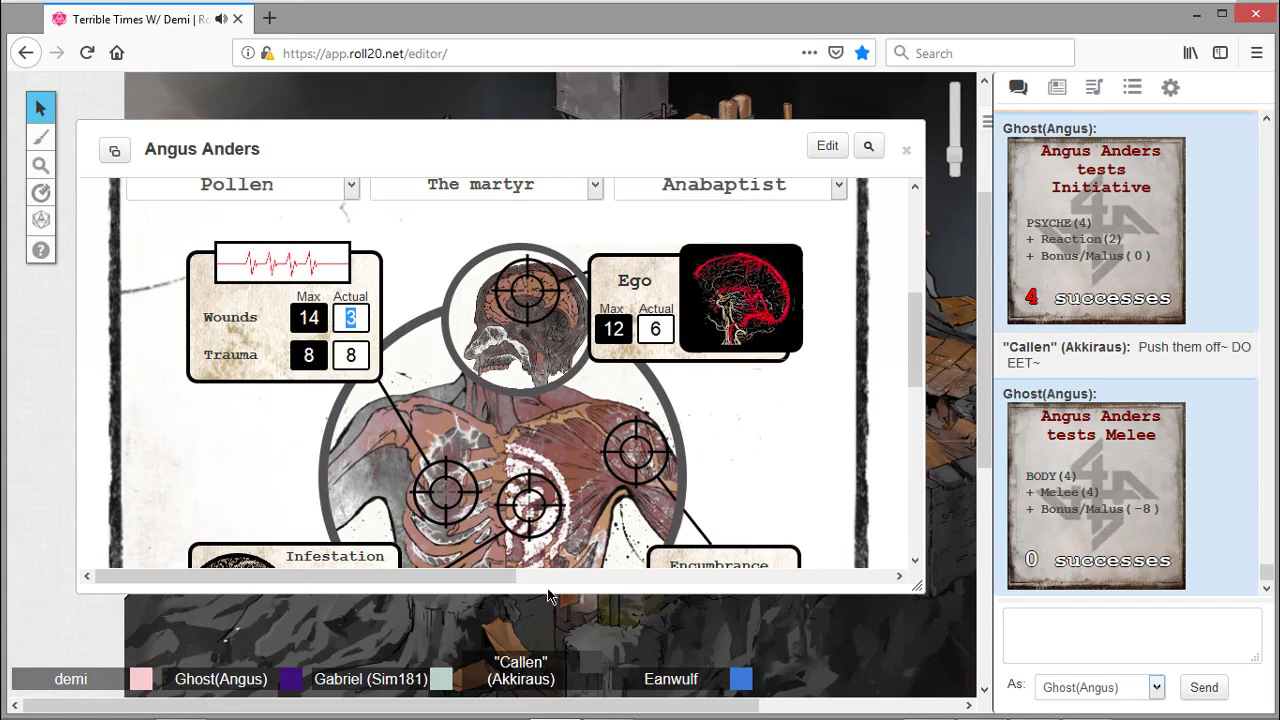 Terrible Times W/ Demi | Ro
https://app.roll20.net/editor/
Search
Angus Anders
Edit
Pollen
The martyr
Anabaptist
Max Actual
Wounds 14 3
Trauma 8 8
Ego
Max Actual
12 6
Infestation
Encumbrance
Ghost(Angus):
Angus Anders
tests
Initiative
PSYCHE(4)
+ Reaction(2)
+ Bonus/Malus( 0 )
4 successes
"Callen" (Akkiraus): Push them off~ DO
EET~
Ghost(Angus):
Angus Anders
tests Melee
BODY(4)
+ Melee(4)
+ Bonus/Malus( -8 )
0 successes
As: Ghost(Angus) Send
demi
Ghost(Angus)
Gabriel (Sim181)
"Callen"
(Akkiraus)
Eanwulf